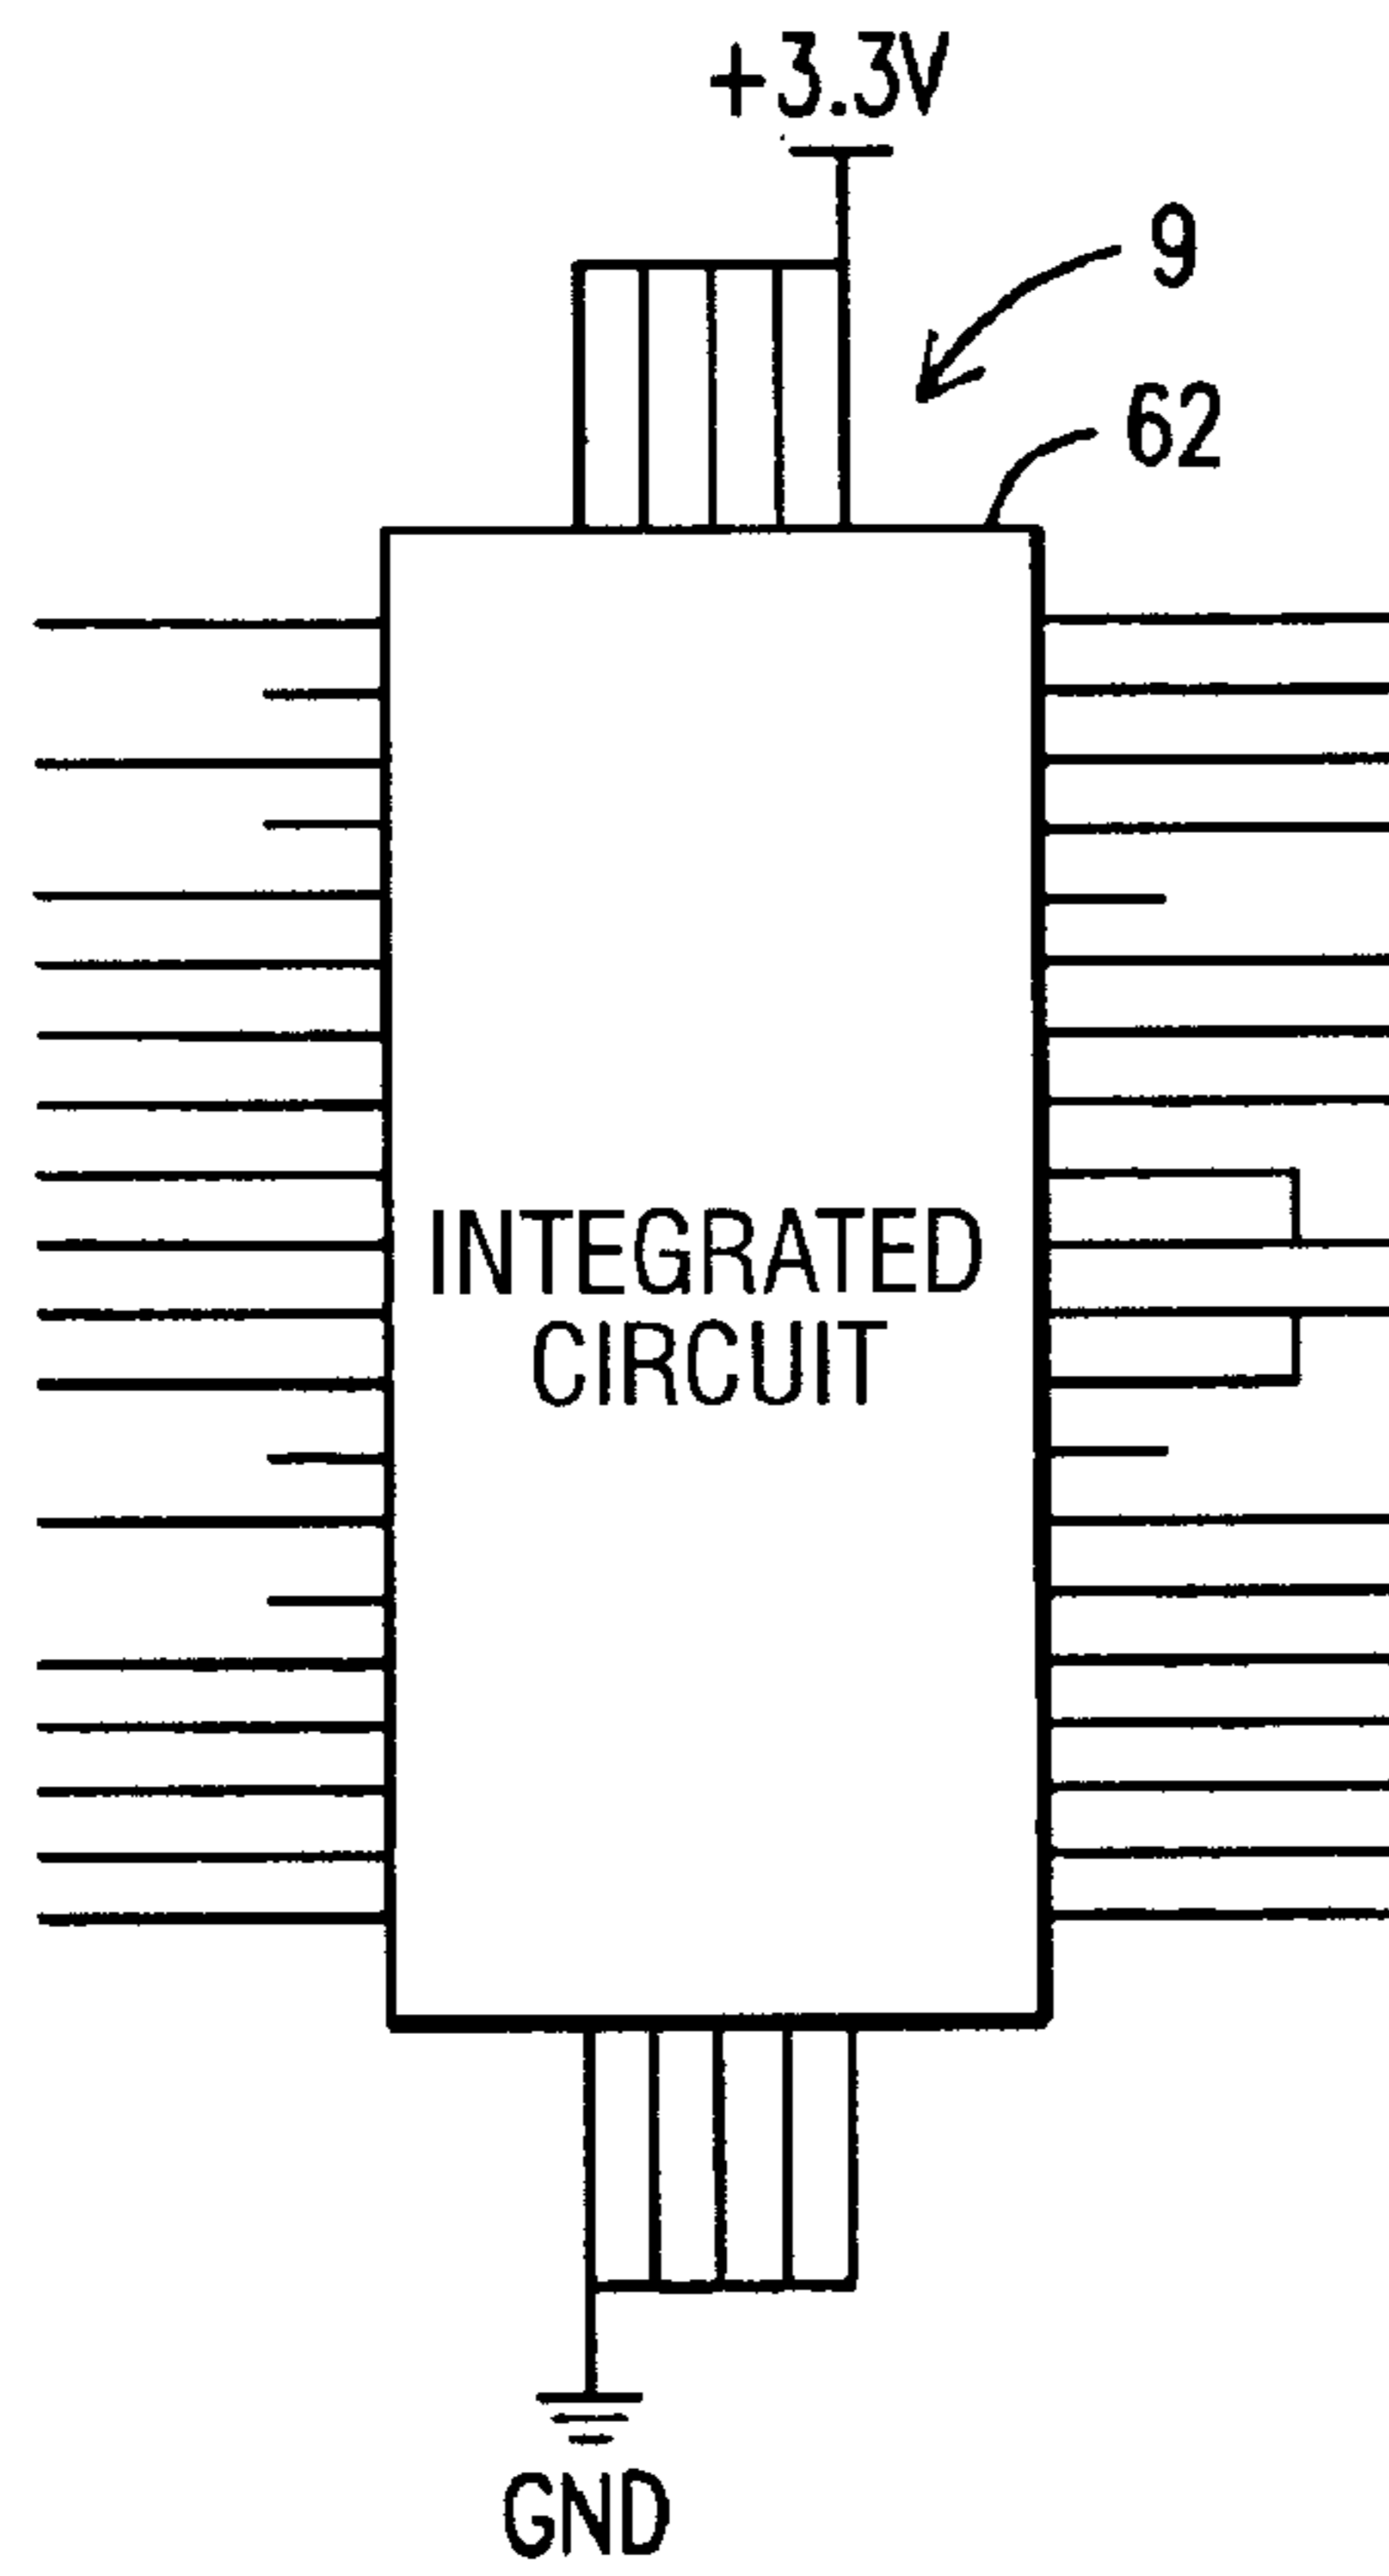 +3.3V
9
62
INTEGRATED
CIRCUIT
GND